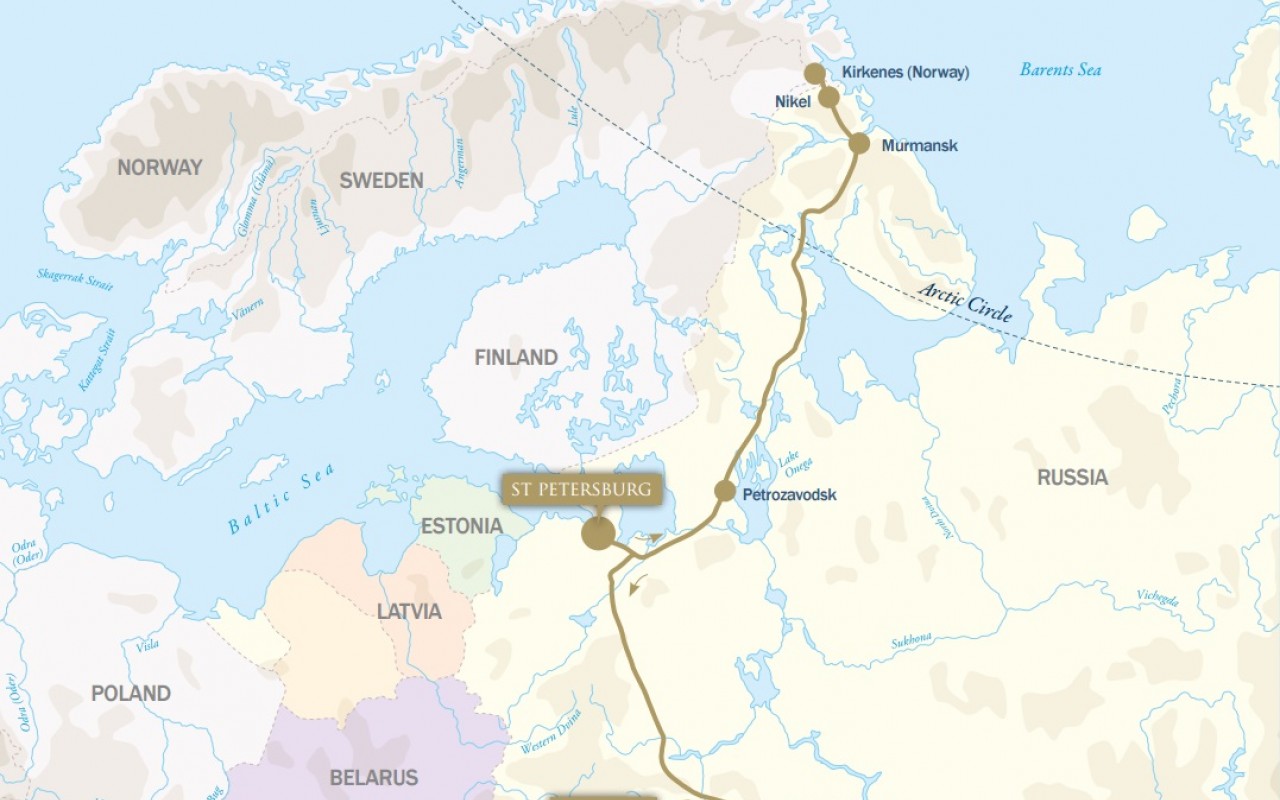 Kirkenes (Norway)
Barents Sea
Nikel
Murmansk
NORWAY
SWEDEN
Lule
Angerman
Glomma (Glåma)
Ljusnan
Skagerrak Strait
Vänern
Kattegat Strait
Arctic Circle
FINLAND
Pechora
Baltic Sea
Lake
Onega
RUSSIA
ST PETERSBURG
Petrozavodsk
ESTONIA
North Dvina
Odra
(Oder)
LATVIA
Vichegda
Sukhona
Visla
POLAND
Odra (Oder)
Western Dvina
BELARUS
Bug